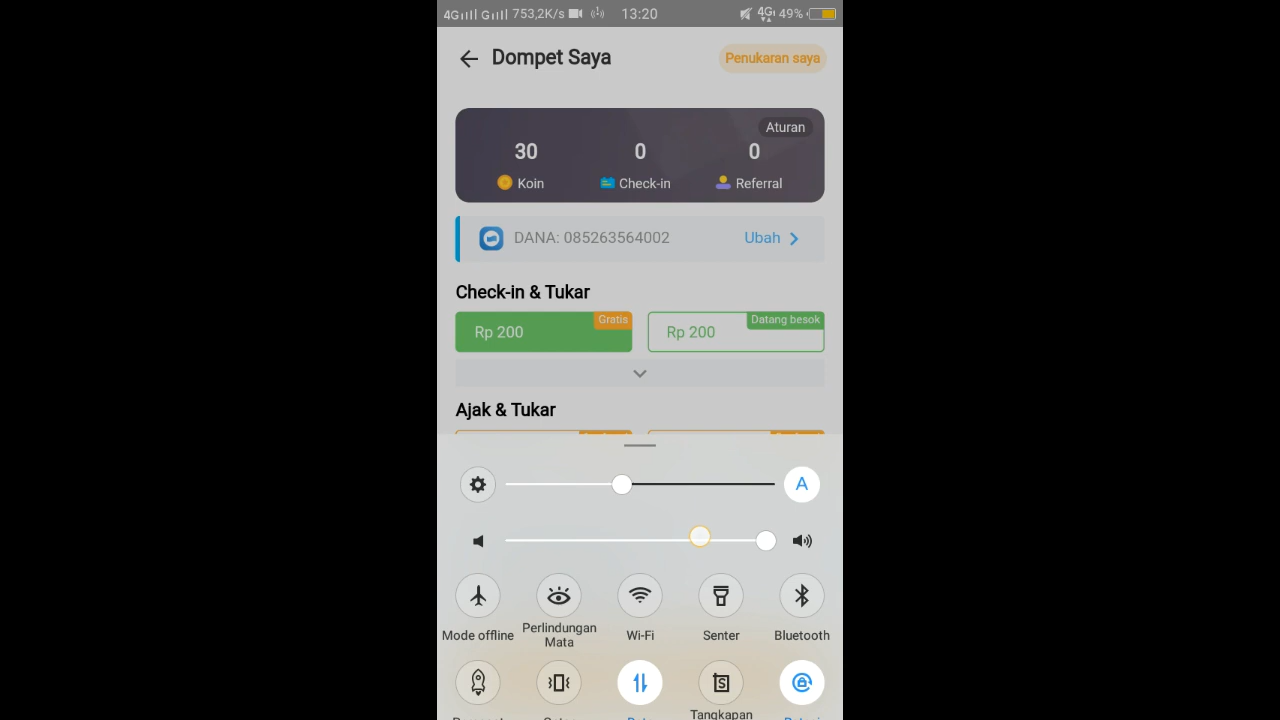 4G G 753,2K/s 13:20 4G 49%
Dompet Saya Penukaran saya
Aturan
30 0 0
Koin Check-in Referral
DANA: 085263564002 Ubah
Check-in & Tukar
Rp 200 Gratis Rp 200 Datang besok
Ajak & Tukar
A
Mode offline Perlindungan Mata Wi-Fi Senter Bluetooth
S
Tangkapan